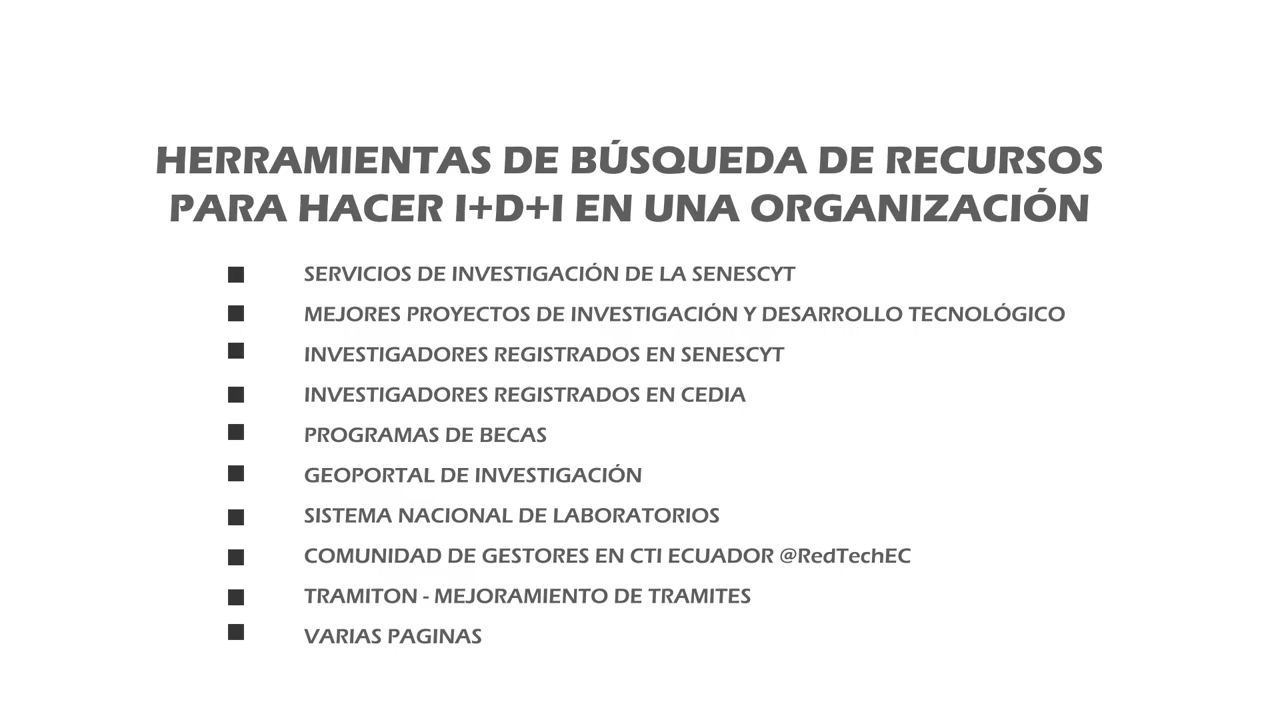 HERRAMIENTAS DE BÚSQUEDA DE RECURSOS
PARA HACER I+D+I EN UNA ORGANIZACIÓN
SERVICIOS DE INVESTIGACIÓN DE LA SENESCYT
MEJORES PROYECTOS DE INVESTIGACIÓN Y DESARROLLO TECNOLÓGICO
INVESTIGADORES REGISTRADOS EN SENESCYT
INVESTIGADORES REGISTRADOS EN CEDIA
PROGRAMAS DE BECAS
GEOPORTAL DE INVESTIGACIÓN
SISTEMA NACIONAL DE LABORATORIOS
COMUNIDAD DE GESTORES EN CTI ECUADOR @RedTechEC
TRAMITON - MEJORAMIENTO DE TRAMITES
VARIAS PAGINAS